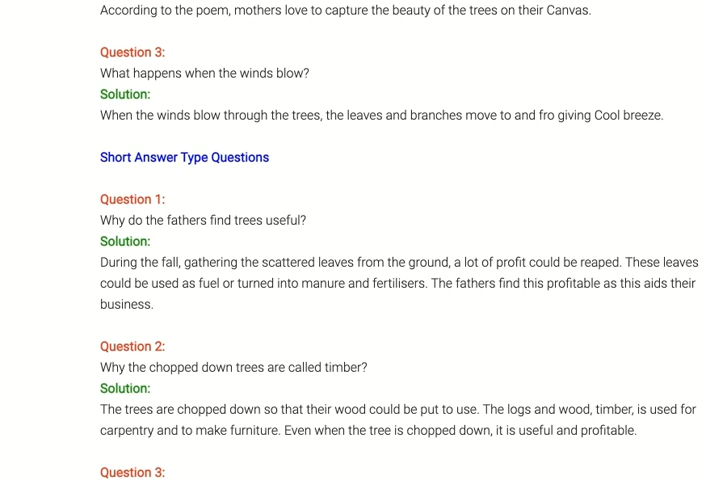 According to the poem, mothers love to capture the beauty of the trees on their Canvas.
Question 3:
What happens when the winds blow?
Solution:
When the winds blow through the trees, the leaves and branches move to and fro giving Cool breeze.
Short Answer Type Questions
Question 1:
Why do the fathers find trees useful?
Solution:
During the fall, gathering the scattered leaves from the ground, a lot of profit could be reaped. These leaves
could be used as fuel or turned into manure and fertilisers. The fathers find this profitable as this aids their
business.
Question 2:
Why the chopped down trees are called timber?
Solution:
The trees are chopped down so that their wood could be put to use. The logs and wood, timber, is used for
carpentry and to make furniture. Even when the tree is chopped down, it is useful and profitable.
Question 3: